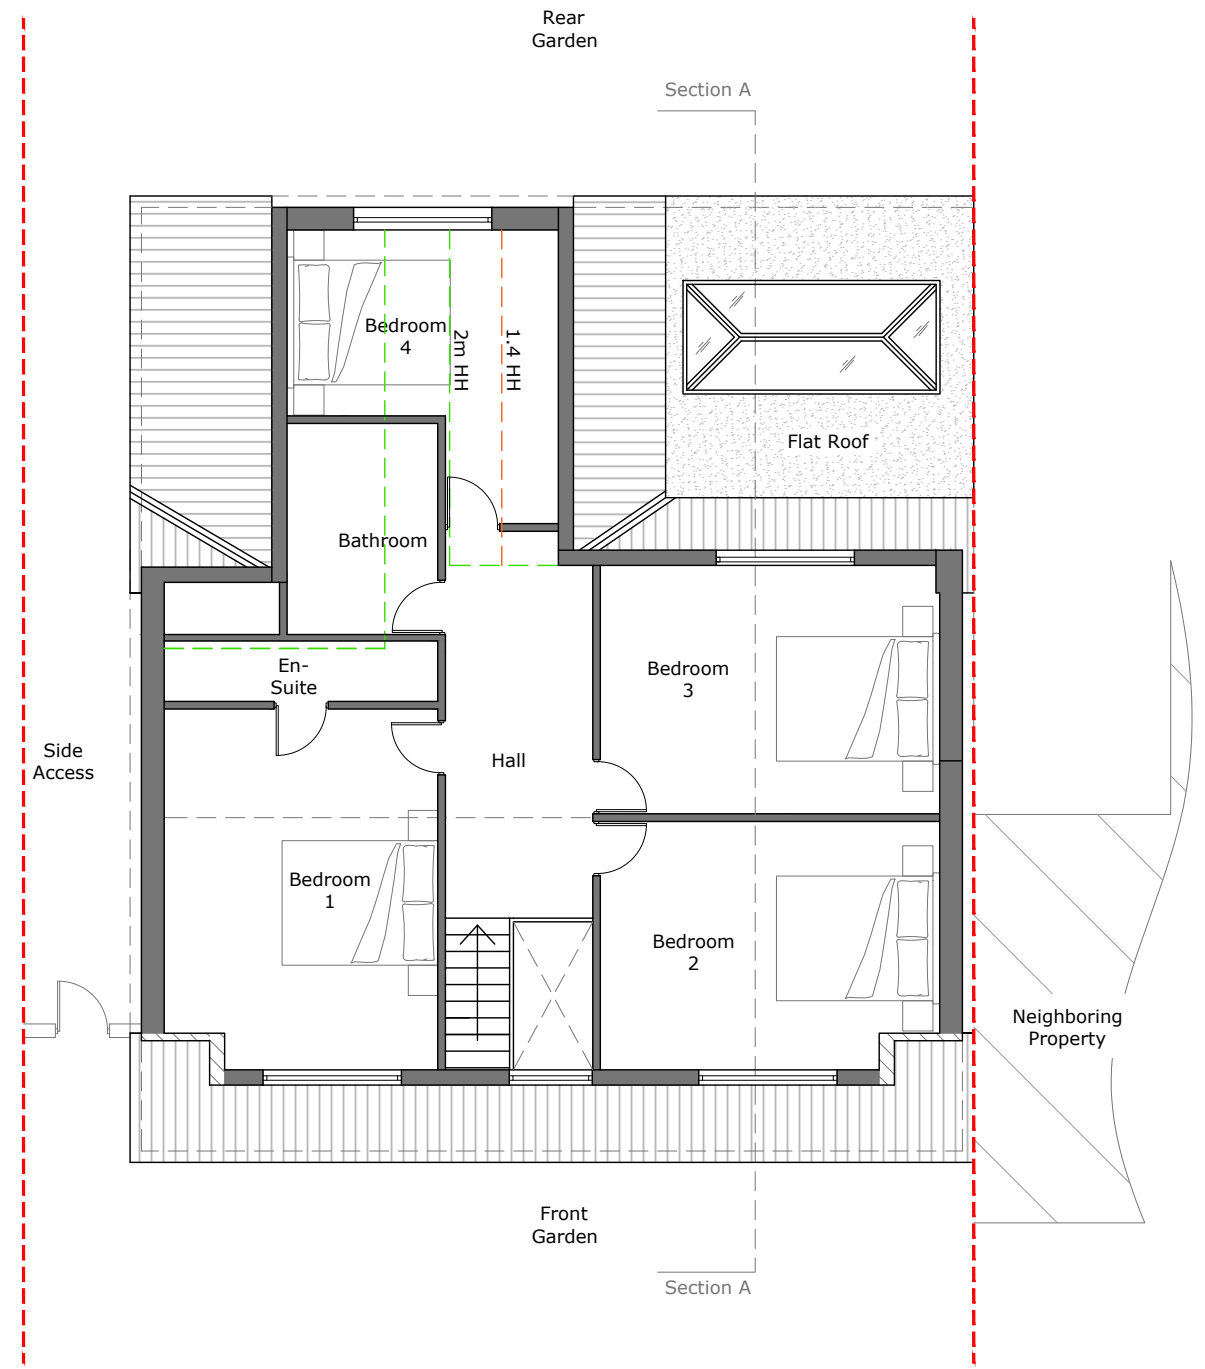 Rear
Garden
Section A
Bedroom
4
2m HH
1.4 HH
Flat Roof
Bathroom
En-
Suite
Bedroom
3
Side
Access
Hall
Bedroom
1
Bedroom
2
Neighboring
Property
Front
Garden
Section A